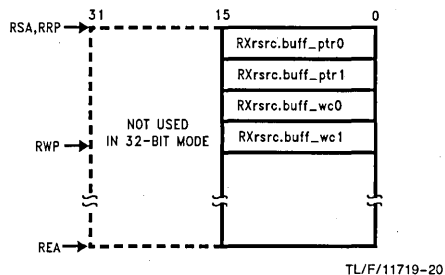 31 15 0
RSA,RRP
RXrsrc.buff_ptr0
RXrsrc.buff_ptr1
RXrsrc.buff_wc0
NOT USED
IN 32-BIT MODE
RWP
RXrsrc.buff_wc1
REA
TL/F/11719-20